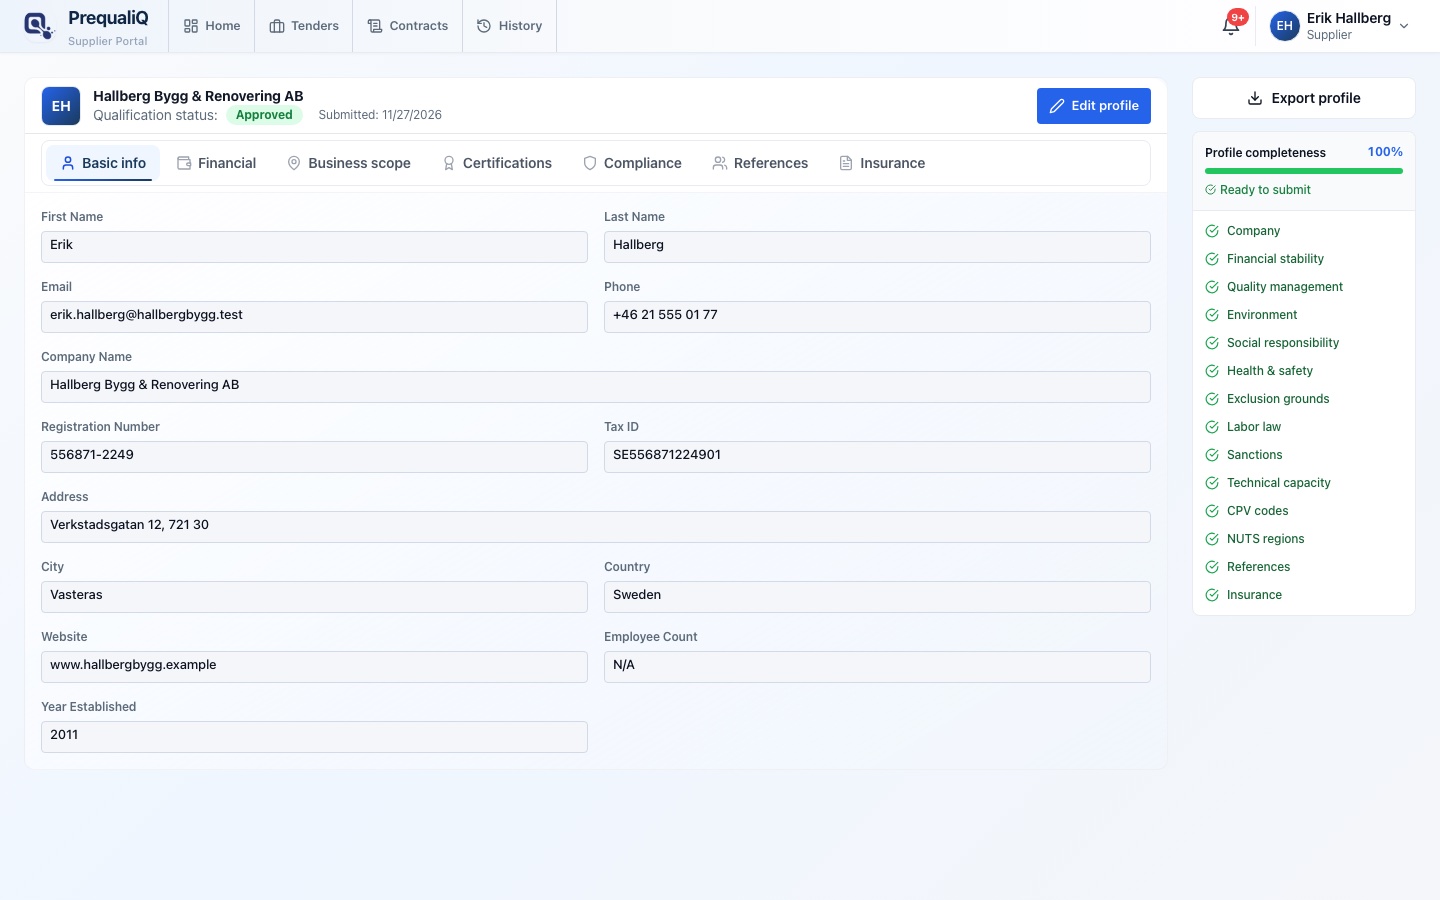 PrequaliQ
Supplier Portal
Home
Tenders
Contracts
History
9+
EH
Erik Hallberg
Supplier
EH
Hallberg Bygg & Renovering AB
Qualification status: Approved Submitted: 11/27/2026
Edit profile
Basic info
Financial
Business scope
Certifications
Compliance
References
Insurance
First Name
Erik
Last Name
Hallberg
Email
erik.hallberg@hallbergbygg.test
Phone
+46 21 555 01 77
Company Name
Hallberg Bygg & Renovering AB
Registration Number
556871-2249
Tax ID
SE556871224901
Address
Verkstadsgatan 12, 721 30
City
Vasteras
Country
Sweden
Website
www.hallbergbygg.example
Employee Count
N/A
Year Established
2011
Export profile
Profile completeness 100%
Ready to submit
Company
Financial stability
Quality management
Environment
Social responsibility
Health & safety
Exclusion grounds
Labor law
Sanctions
Technical capacity
CPV codes
NUTS regions
References
Insurance